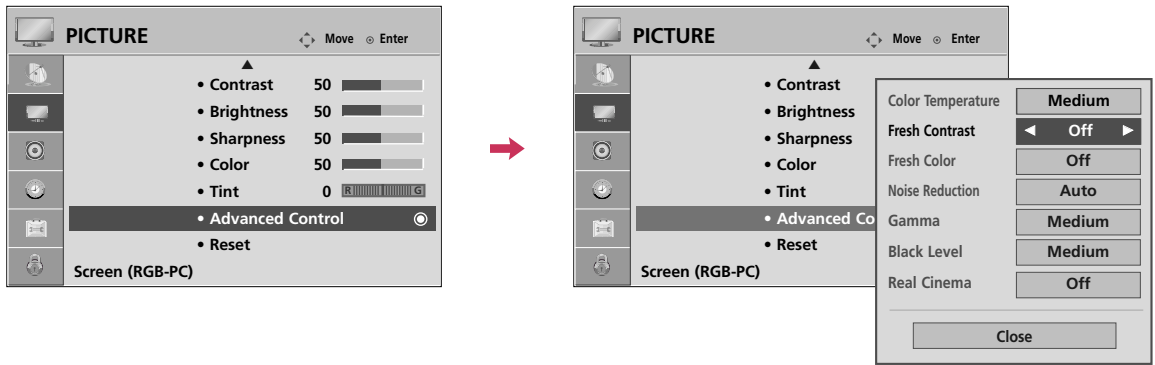 PICTURE Move Enter
• Contrast 50
• Brightness 50
• Sharpness 50
• Color 50
• Tint 0 R G
• Advanced Control
• Reset
Screen (RGB-PC)
PICTURE Move Enter
• Contrast
• Brightness
• Sharpness
• Color
• Tint
• Advanced Co
• Reset
Screen (RGB-PC)
Color Temperature Medium
Fresh Contrast ◄ Off ►
Fresh Color Off
Noise Reduction Auto
Gamma Medium
Black Level Medium
Real Cinema Off
Close